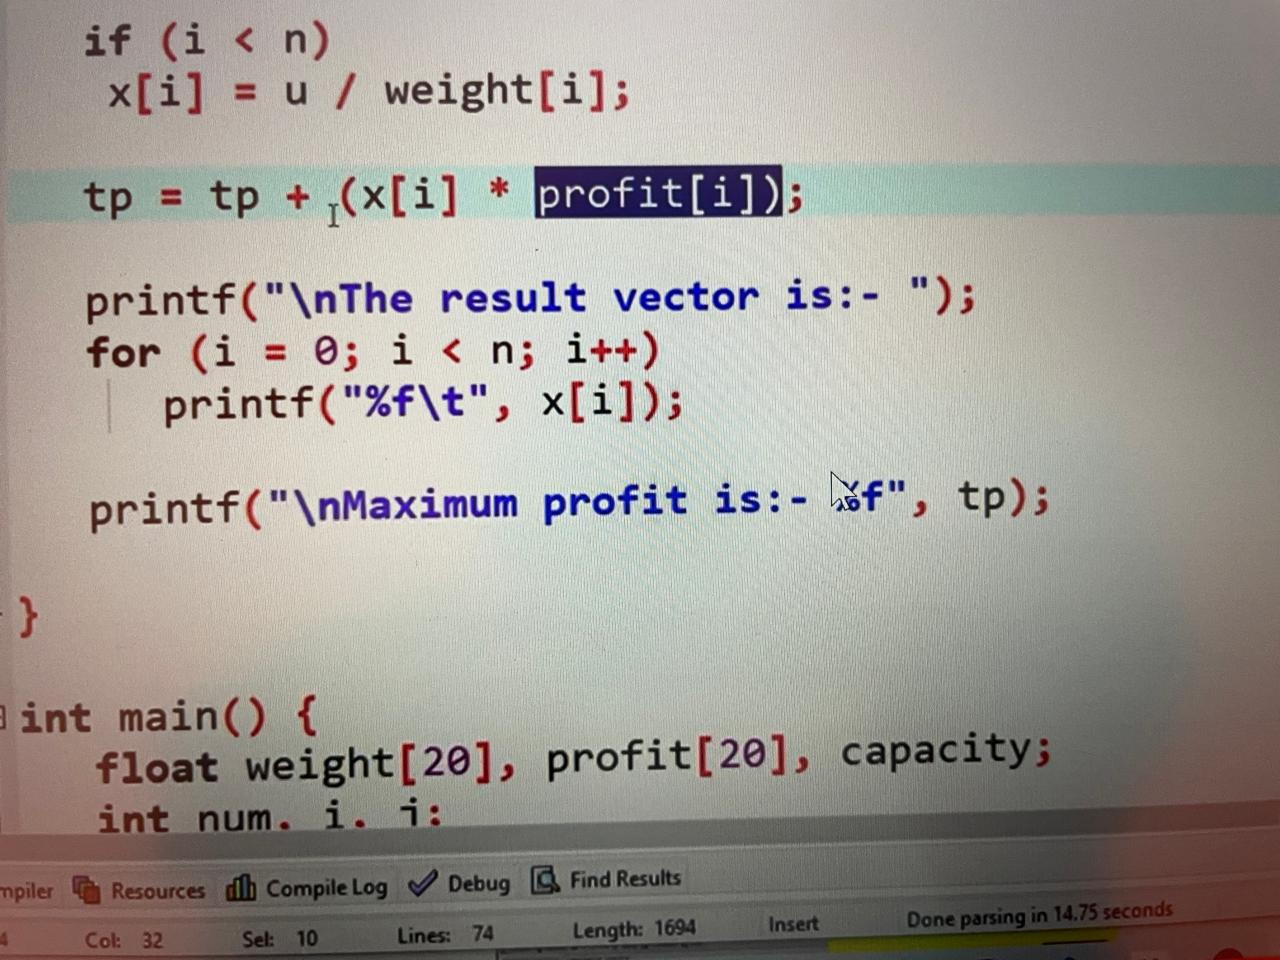 if (i < n)
x[i] = u / weight[i];
tp = tp + (x[i] * profit[i]);
printf("\nThe result vector is:- ");
for (i = 0; i < n; i++)
printf("%f\t", x[i]);
printf("\nMaximum profit is:- %f", tp);
}
int main() {
float weight[20], profit[20], capacity;
int num, i, j;
mpiler Resources Compile Log Debug Find Results
4 Col: 32 Sel: 10 Lines: 74 Length: 1694 Insert Done parsing in 14.75 seconds